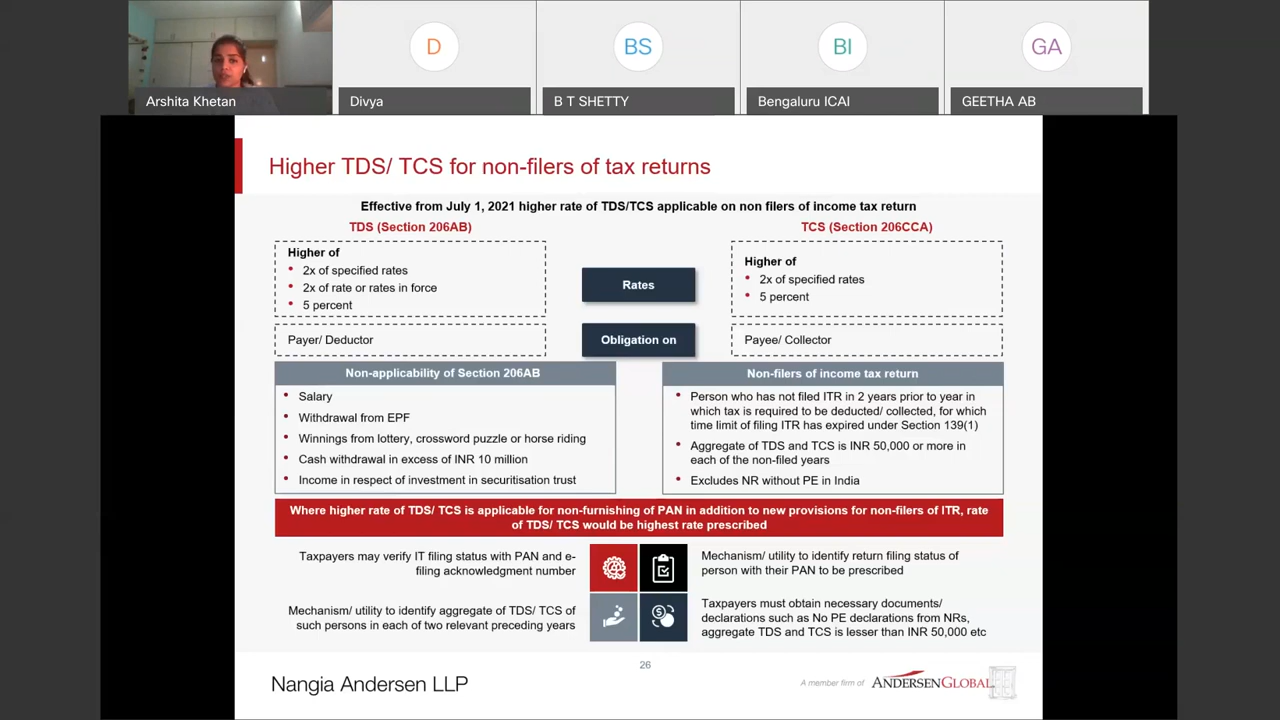 D
BS
BI
GA
Arshita Khetan
Divya
B T SHETTY
Bengaluru ICAI
GEETHA AB
Higher TDS/ TCS for non-filers of tax returns
Effective from July 1, 2021 higher rate of TDS/TCS applicable on non filers of income tax return
TDS (Section 206AB)
TCS (Section 206CCA)
Higher of
• 2x of specified rates
• 2x of rate or rates in force
• 5 percent
Rates
Higher of
• 2x of specified rates
• 5 percent
Payer/ Deductor
Obligation on
Payee/ Collector
Non-applicability of Section 206AB
• Salary
• Withdrawal from EPF
• Winnings from lottery, crossword puzzle or horse riding
• Cash withdrawal in excess of INR 10 million
• Income in respect of investment in securitisation trust
Non-filers of income tax return
• Person who has not filed ITR in 2 years prior to year in
which tax is required to be deducted/ collected, for which
time limit of filing ITR has expired under Section 139(1)
• Aggregate of TDS and TCS is INR 50,000 or more in
each of the non-filed years
• Excludes NR without PE in India
Where higher rate of TDS/ TCS is applicable for non-furnishing of PAN in addition to new provisions for non-filers of ITR, rate
of TDS/ TCS would be highest rate prescribed
Taxpayers may verify IT filing status with PAN and e-
filing acknowledgment number
Mechanism/ utility to identify return filing status of
person with their PAN to be prescribed
Mechanism/ utility to identify aggregate of TDS/ TCS of
such persons in each of two relevant preceding years
Taxpayers must obtain necessary documents/
declarations such as No PE declarations from NRs,
aggregate TDS and TCS is lesser than INR 50,000 etc
26
Nangia Andersen LLP
A member firm of
ANDERSEN GLOBAL